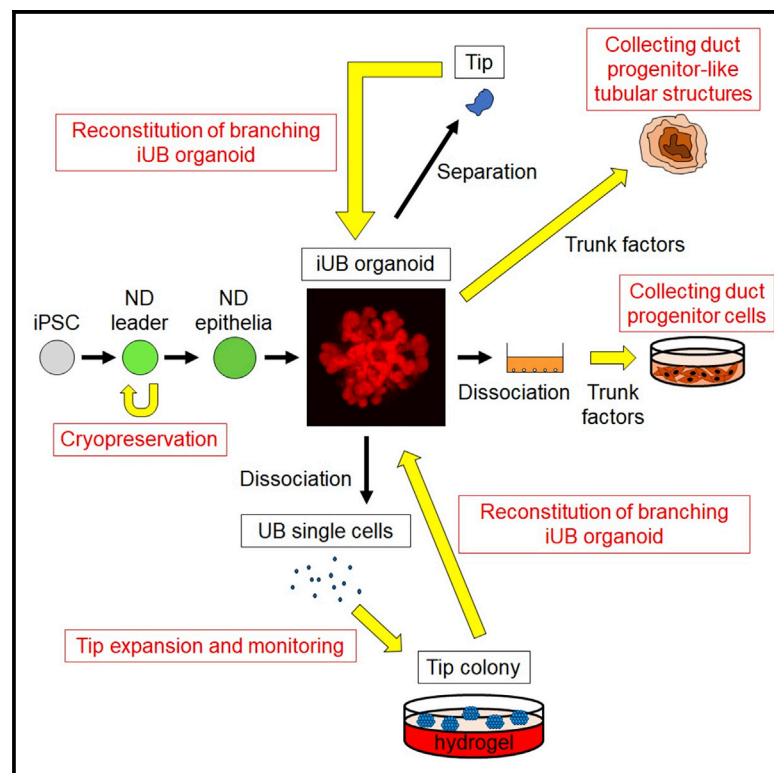 Tip
Collecting duct
progenitor-like
tubular structures
Reconstitution of branching
iUB organoid
Separation
Trunk factors
iUB organoid
iPSC
ND
leader
ND
epithelia
Collecting duct
progenitor cells
Dissociation
Trunk
factors
Cryopreservation
Dissociation
UB single cells
Reconstitution of branching
iUB organoid
Tip expansion and monitoring
Tip colony
hydrogel